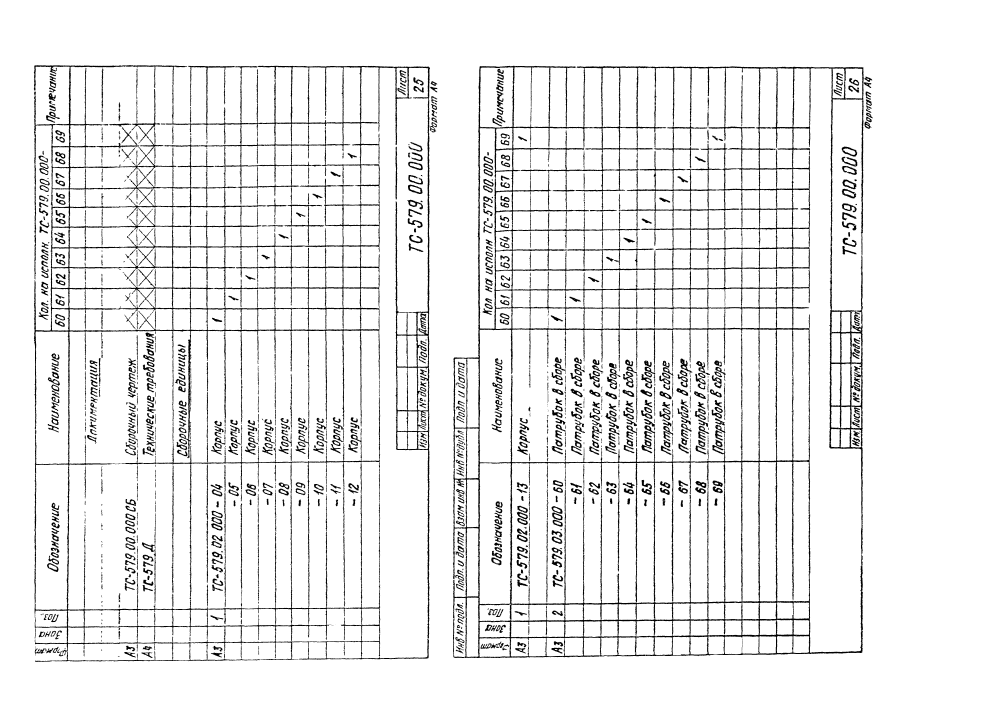 Формат Зона Поз. Обозначение Наименование Кол. на исполн. ТС-579.00.000- Примечание
60 61 62 63 64 65 66 67 68 69
Документация
А3 ТС-579.00.000 СБ Сборочный чертеж
А4 ТС-579 Д Технические требования
Сборочные единицы
А3 1 ТС-579.02.000 - 04 Корпус 1
- 05 Корпус 1
- 06 Корпус 1
- 07 Корпус 1
- 08 Корпус 1
- 09 Корпус 1
- 10 Корпус 1
- 11 Корпус 1
- 12 Корпус 1
Изм Лист № докум. Подп. Дата
ТС-579.00.000
Лист
25
Формат А4
Инв № подл. Подп. и дата Взам инв № Инв № дубл Подп. и дата
Формат Зона Поз Обозначение Наименование Кол на исполн. ТС-579.00.000- Примечание
60 61 62 63 64 65 66 67 68 69
А3 1 ТС-579.02.000 - 13 Корпус 1
А3 2 ТС-579.03.000 - 60 Патрубок в сборе 1
- 61 Патрубок в сборе 1
- 62 Патрубок в сборе 1
- 63 Патрубок в сборе 1
- 64 Патрубок в сборе 1
- 65 Патрубок в сборе 1
- 66 Патрубок в сборе 1
- 67 Патрубок в сборе 1
- 68 Патрубок в сборе 1
- 69 Патрубок в сборе 1
Изм Лист № докум. Подп. Дата
ТС-579.00.000
Лист
26
Формат А4